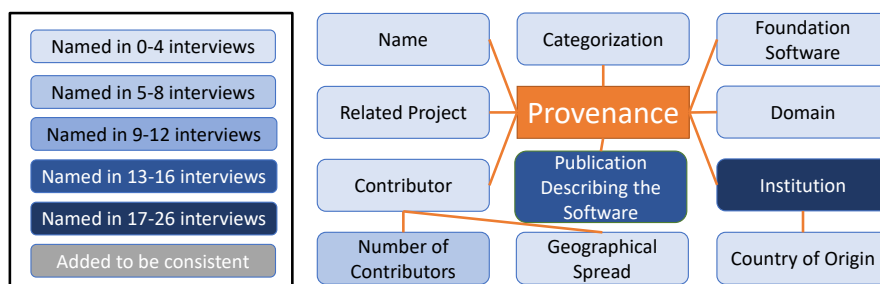 Named in 0-4 interviews
Named in 5-8 interviews
Named in 9-12 interviews
Named in 13-16 interviews
Named in 17-26 interviews
Added to be consistent
Name
Categorization
Foundation
Software
Related Project
Provenance
Domain
Contributor
Publication
Describing the
Software
Institution
Number of
Contributors
Geographical
Spread
Country of Origin